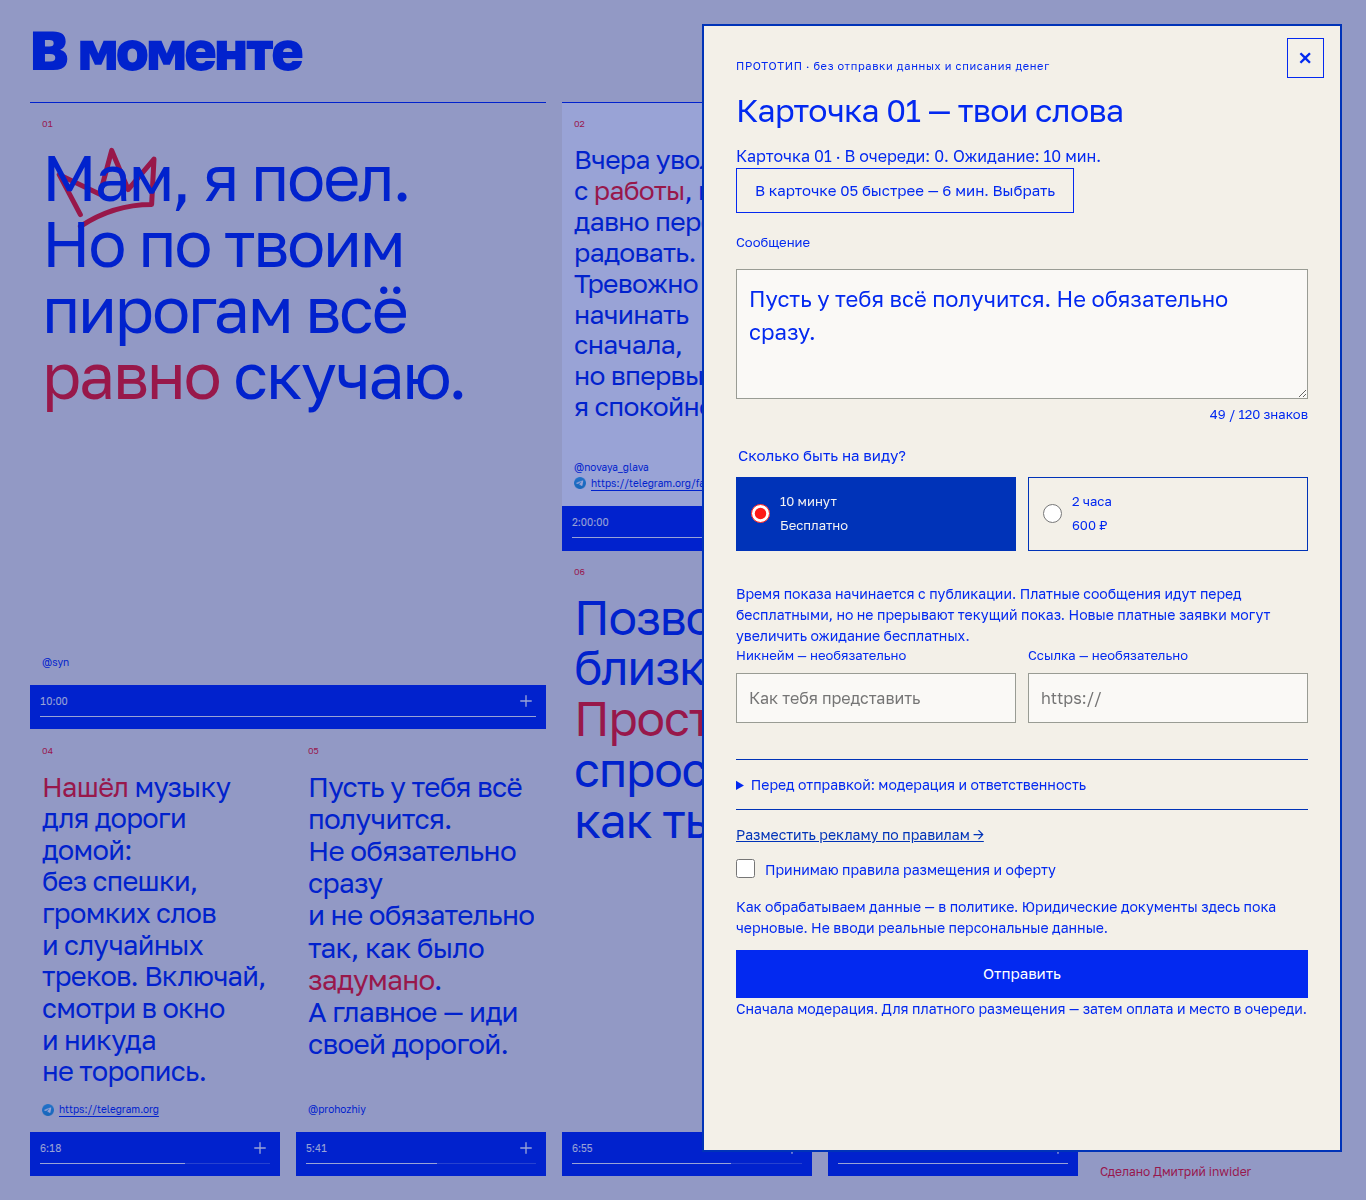 В моменте
01
Мам, я поел.
Но по твоим
пирогам всё
равно скучаю.
@syn
10:00
02
Вчера
с работы,
давно
радовать.
Тревожно
начинать
сначала,
но
я
@novaya_glava
https://telegram.org/
2:00:00
04
Нашёл музыку
для дороги
домой:
без спешки,
громких слов
и случайных
треков. Включай,
смотри в окно
и никуда
не торопись.
https://telegram.org
6:18
05
Пусть у тебя всё
получится.
Не обязательно
сразу
и не обязательно
так, как было
задумано.
А главное — иди
своей дорогой.
@prohozhiy
5:41
06
как
6:55
ПРОТОТИП · без отправки данных и списания денег
×
Карточка 01 — твои слова
Карточка 01 · В очереди: 0. Ожидание: 10 мин.
В карточке 05 быстрее — 6 мин. Выбрать
Сообщение
Пусть у тебя всё получится. Не обязательно
сразу.
49 / 120 знаков
Сколько быть на виду?
10 минут
Бесплатно
2 часа
600 ₽
Время показа начинается с публикации. Платные сообщения идут перед
бесплатными, но не прерывают текущий показ. Новые платные заявки могут
увеличить ожидание бесплатных.
Никнейм — необязательно
Как тебя представить
Ссылка — необязательно
https://
Перед отправкой: модерация и ответственность
Разместить рекламу по правилам →
Принимаю правила размещения и оферту
Как обрабатываем данные — в политике. Юридические документы здесь пока
черновые. Не вводи реальные персональные данные.
Отправить
Сначала модерация. Для платного размещения — затем оплата и место в очереди.
Сделано Дмитрий inwider